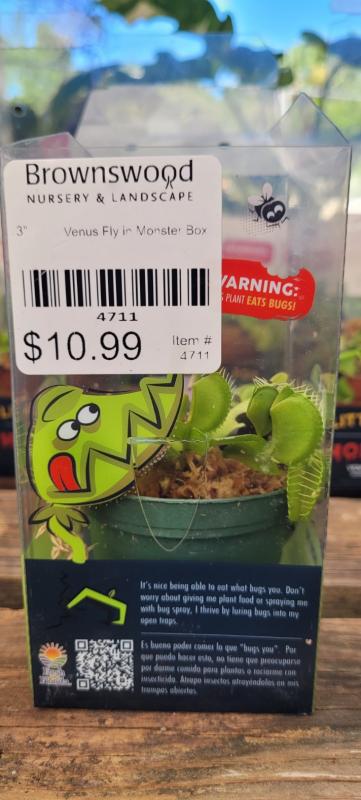 Brownswood
NURSERY & LANDSCAPE
3" Venus Fly in Monster Box
4711
$10.99
Item #
4711
WARNING:
PLANT EATS BUGS!
It's nice being able to eat what bugs you. Don't
worry about giving me plant food or spraying me
with bug spray, I thrive by luring bugs into my
open traps.
Es bueno poder comer lo que "bugs you". Por
que puedo hacer esto, no tiene que preocuparse
por darme comida para plantas o rociarme con
insecticida. Atrapo insectos atrayéndolos en mis
trampas abiertas.
Fresh